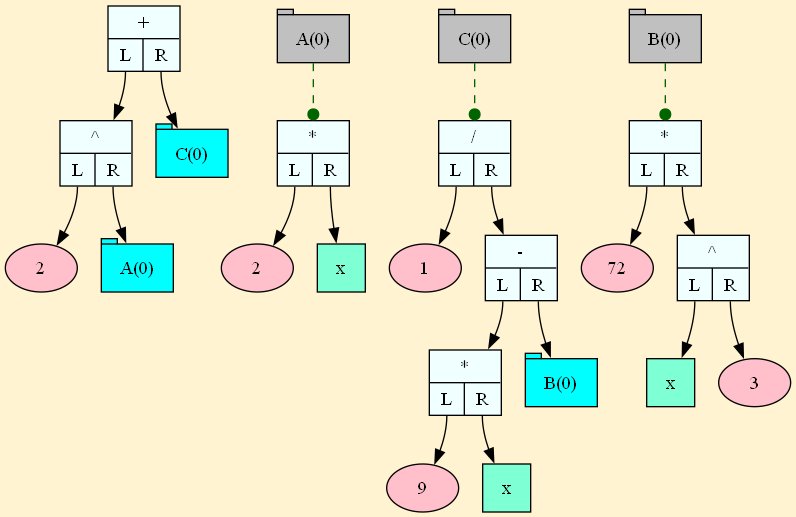 +
L R
^
L R
C(0)
2
A(0)
A(0)
*
L R
2
x
C(0)
/
L R
1
-
L R
*
L R
B(0)
9
x
B(0)
*
L R
72
^
L R
x
3